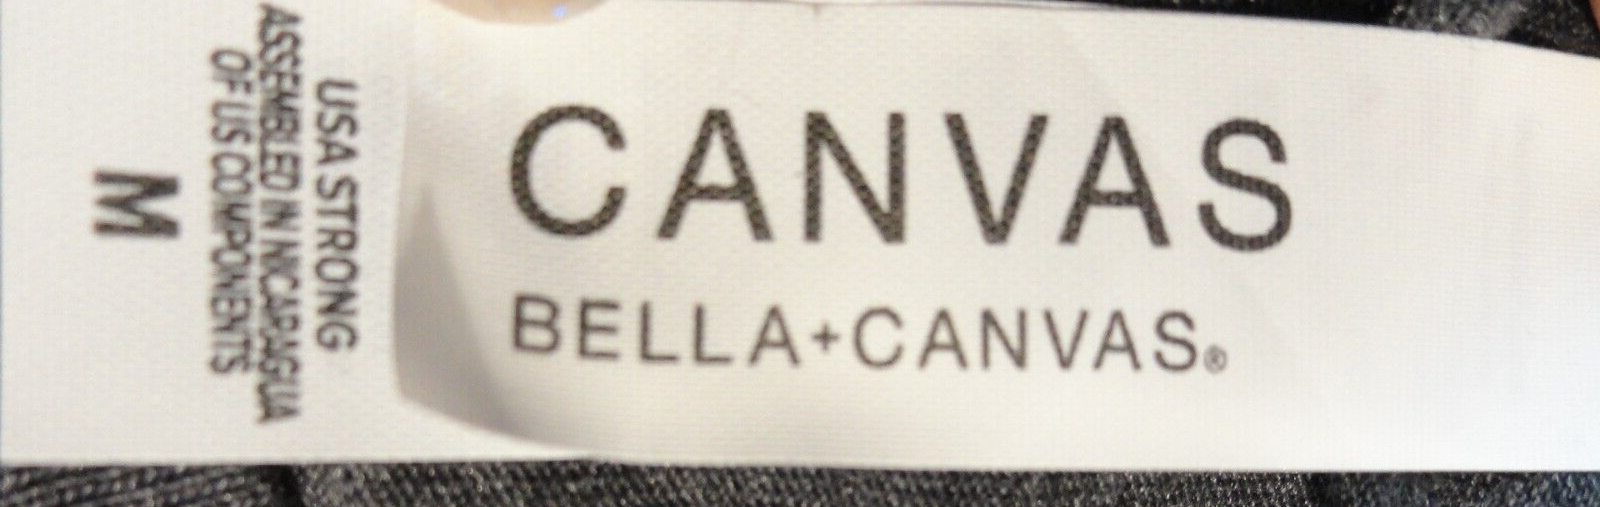 CANVAS
BELLA+CANVAS®
USA STRONG
ASSEMBLED IN NICARAGUA
OF US COMPONENTS
M